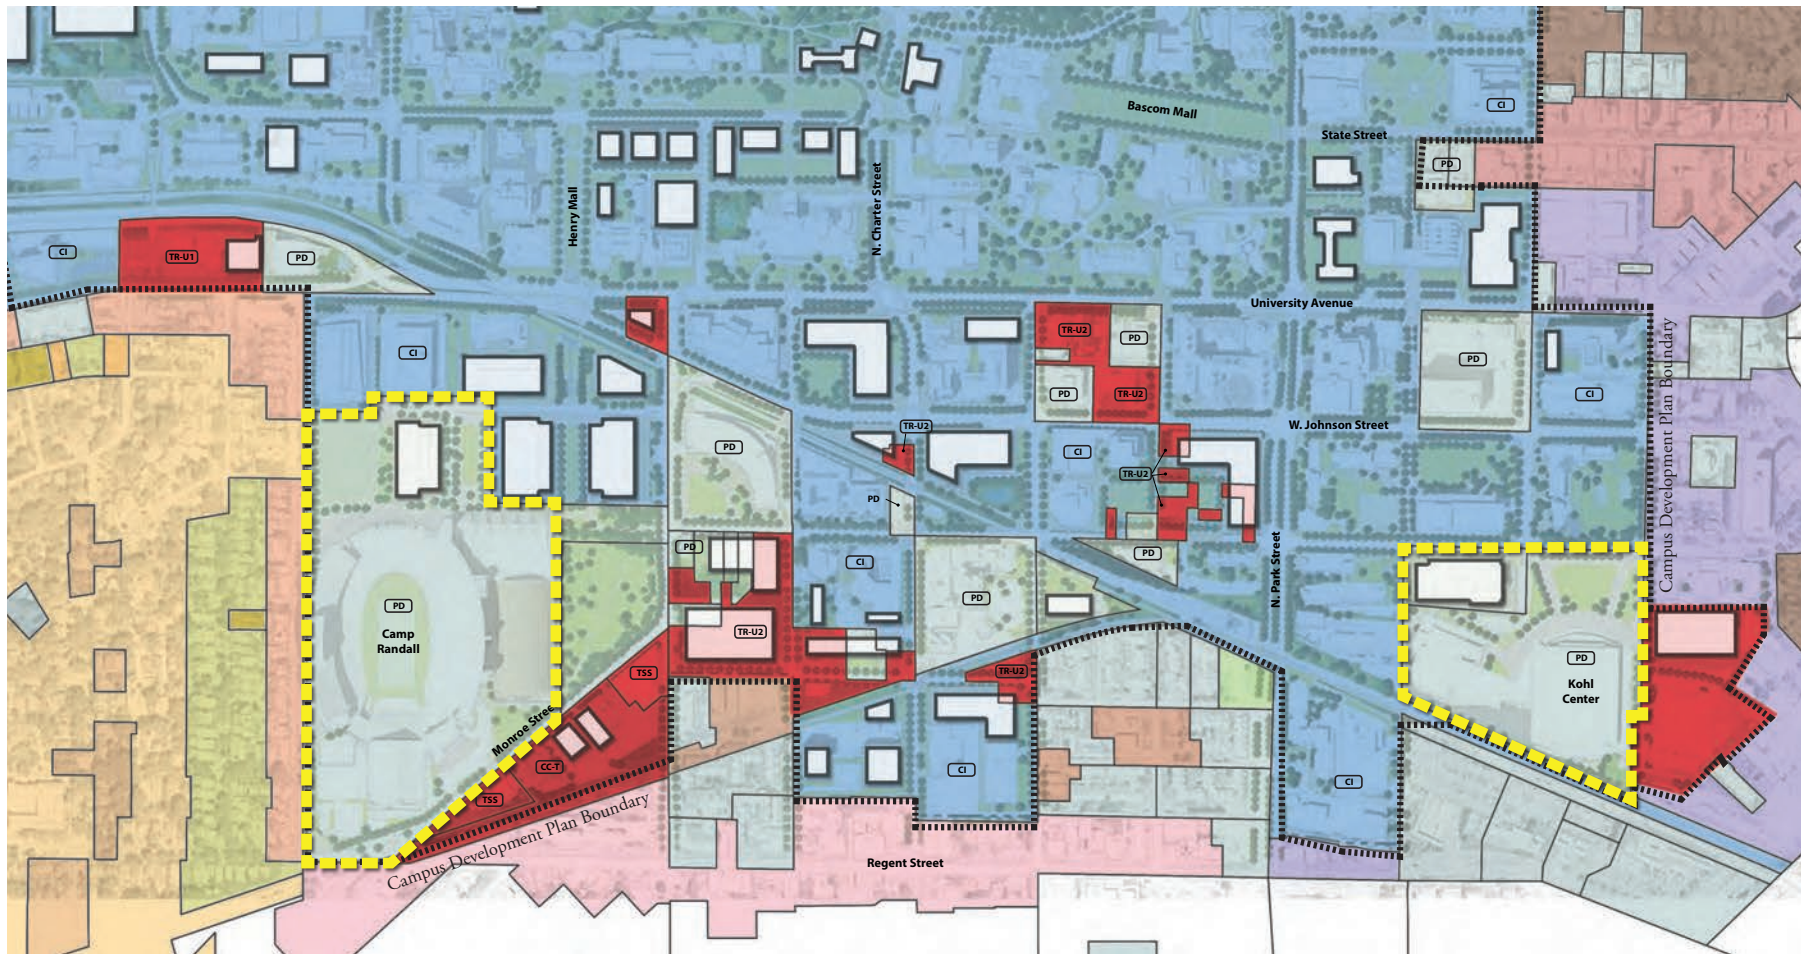 Bascom Mall
CI
State Street
PD
Henry Mall
N. Charter Street
CI
TR-U1
PD
University Avenue
TR-U2
PD
CI
PD
PD
TR-U2
CI
Campus Development Plan Boundary
W. Johnson Street
TR-U2
PD
CI
TR-U2
PD
PD
PD
CI
N. Park Street
PD
PD
Camp
Randall
TR-U2
PD
Kohl
Center
TSS
TR-U2
Monroe Street
CC-T
CI
CI
TSS
Campus Development Plan Boundary
Regent Street